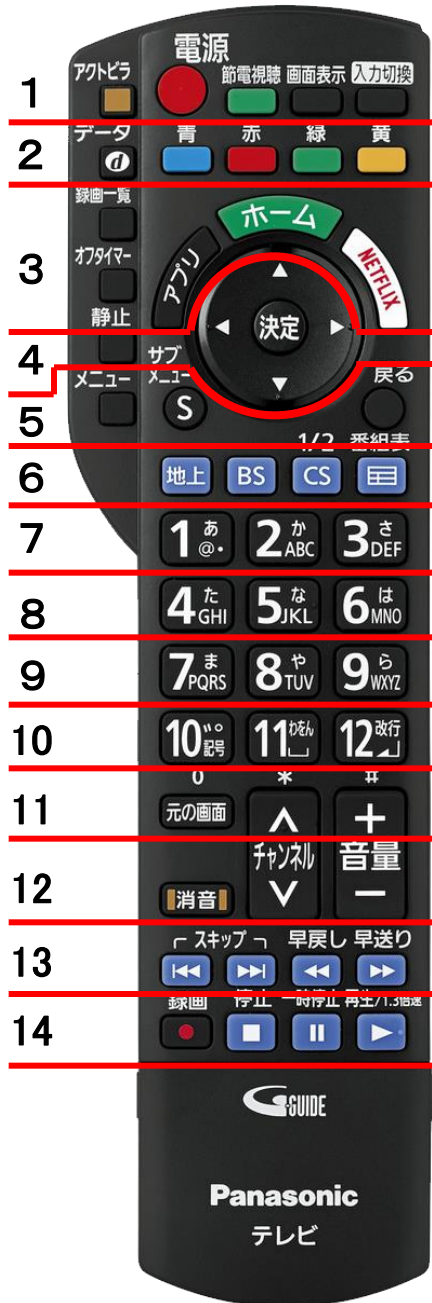 電源
アクトビラ 節電視聴 画面表示 入力切換
1
データ 青 赤 緑 黄
2 d
録画一覧
ホーム
アプリ NETFLIX
3 オフタイマー
決定
静止
4 サブ
メニュー メニュー 戻る
S
5
1/2 番組表
6 地上 BS CS
7 1 あ @. 2 か ABC 3 さ DEF
8 4 た GHI 5 な JKL 6 は MNO
9 7 ま PQRS 8 や TUV 9 ら WXYZ
10 10 ゛゜ 記号 11 わをん 12 改行
0 * #
11 元の画面 +
チャンネル 音量
12 消音 −
スキップ 早戻し 早送り
13
録画 停止 一時停止 再生/1.3倍速
14
G-GUIDE
Panasonic
テレビ